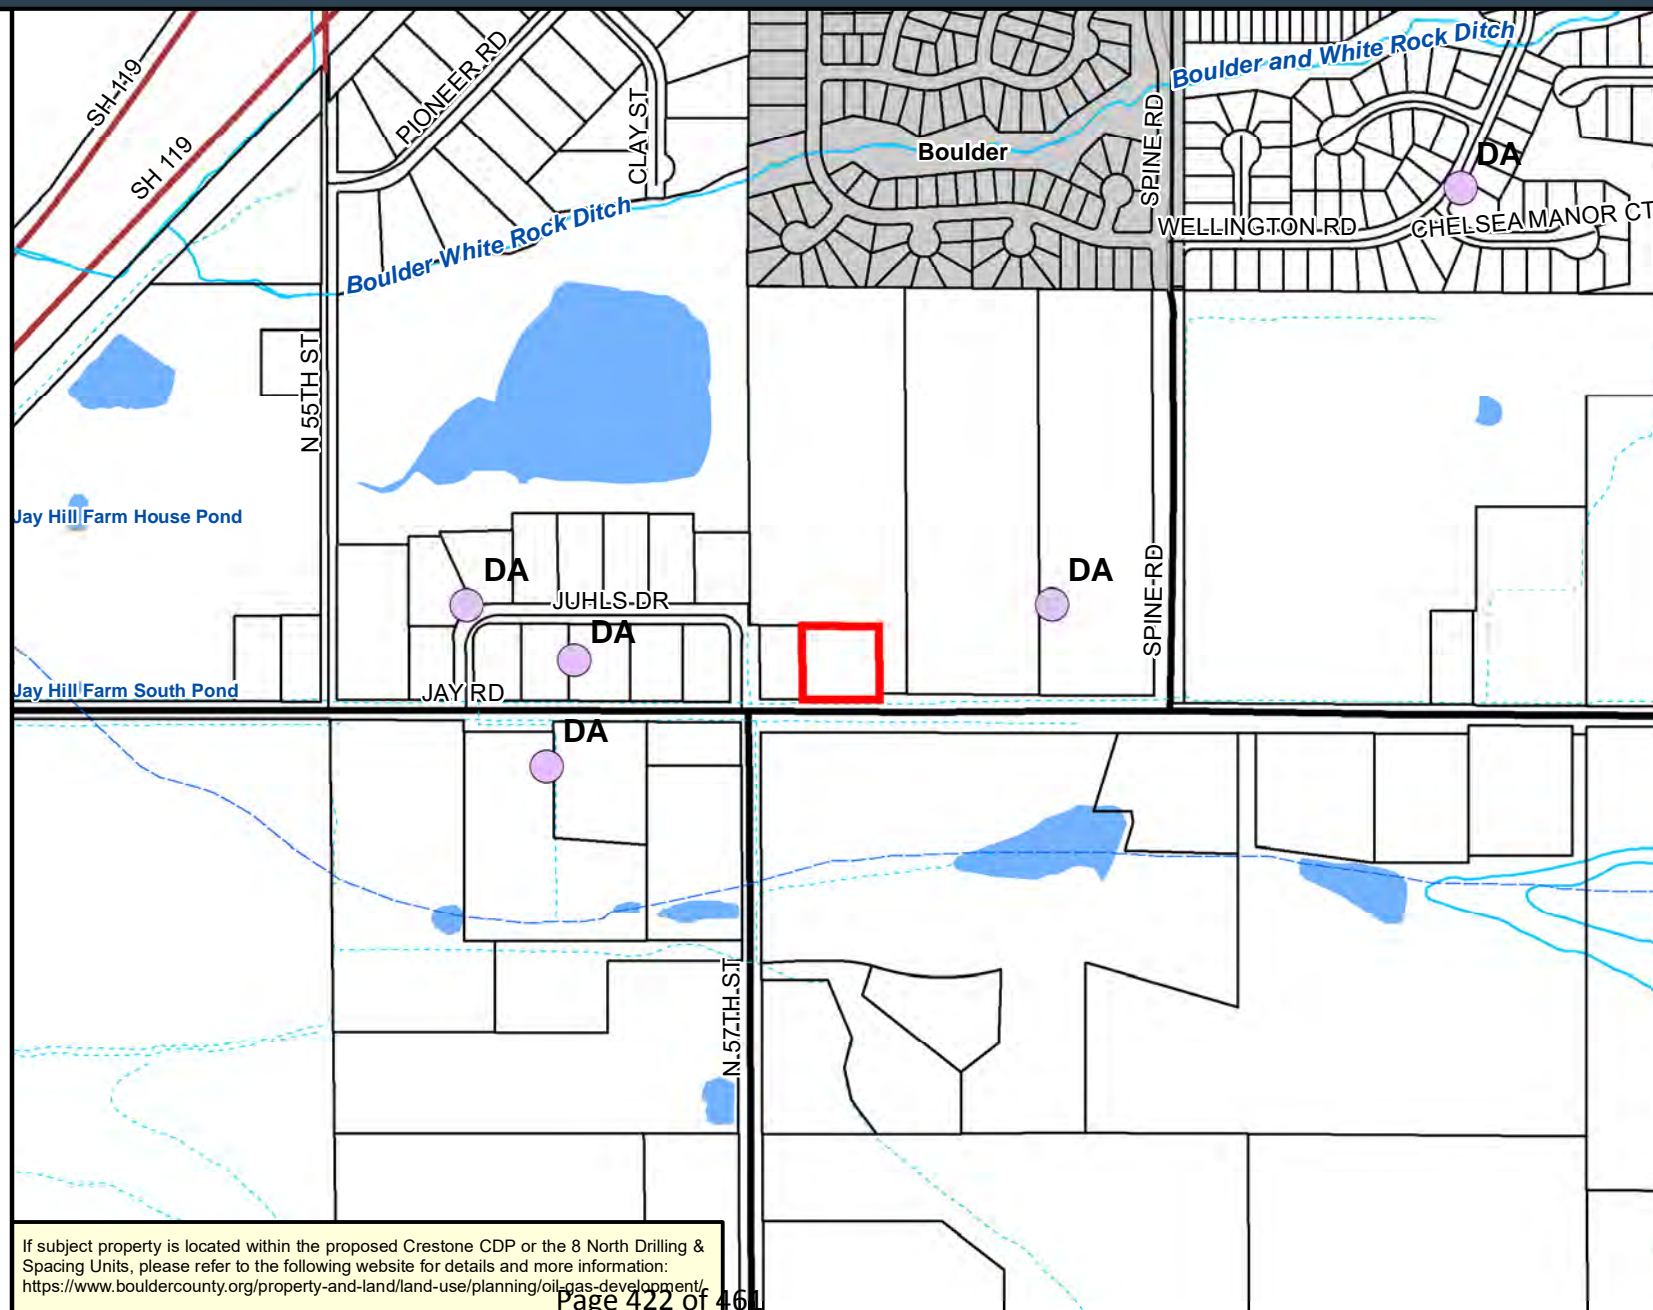 SH 119
SH 119
PIONEER RD
CLAY ST
Boulder
SPINE RD
Boulder and White Rock Ditch
DA
WELLINGTON RD
CHELSEA MANOR CT
Boulder White Rock Ditch
N 55TH ST
Jay Hill Farm House Pond
DA
DA
JUHLS DR
DA
SPINE RD
Jay Hill Farm South Pond
JAY RD
DA
N 57TH ST
If subject property is located within the proposed Crestone CDP or the 8 North Drilling &
Spacing Units, please refer to the following website for details and more information:
https://www.bouldercounty.org/property-and-land/land-use/planning/oil-gas-development/
Page 422 of 461